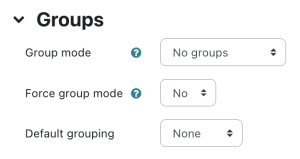 Groups
Group mode ? No groups
Force group mode ? No
Default grouping None